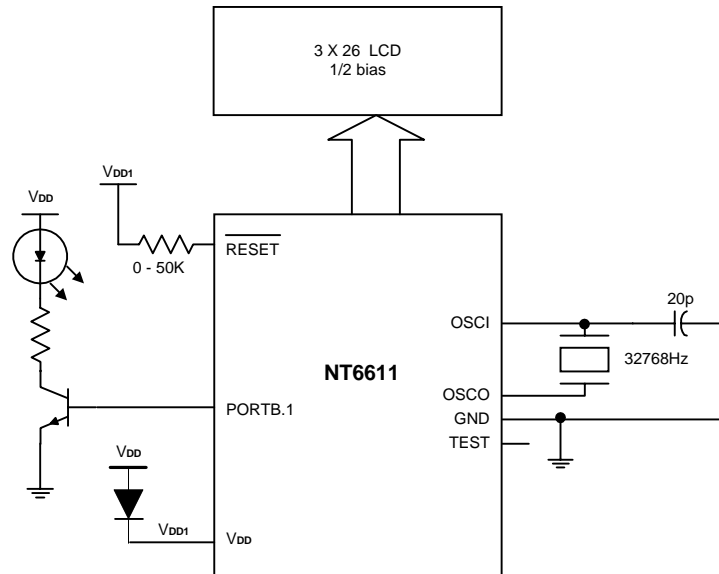 3 X 26 LCD
1/2 bias
VDD1
VDD
RESET
0 - 50K
20p
OSCI
32768Hz
NT6611
OSCO
PORTB.1
GND
TEST
VDD
VDD1
VDD